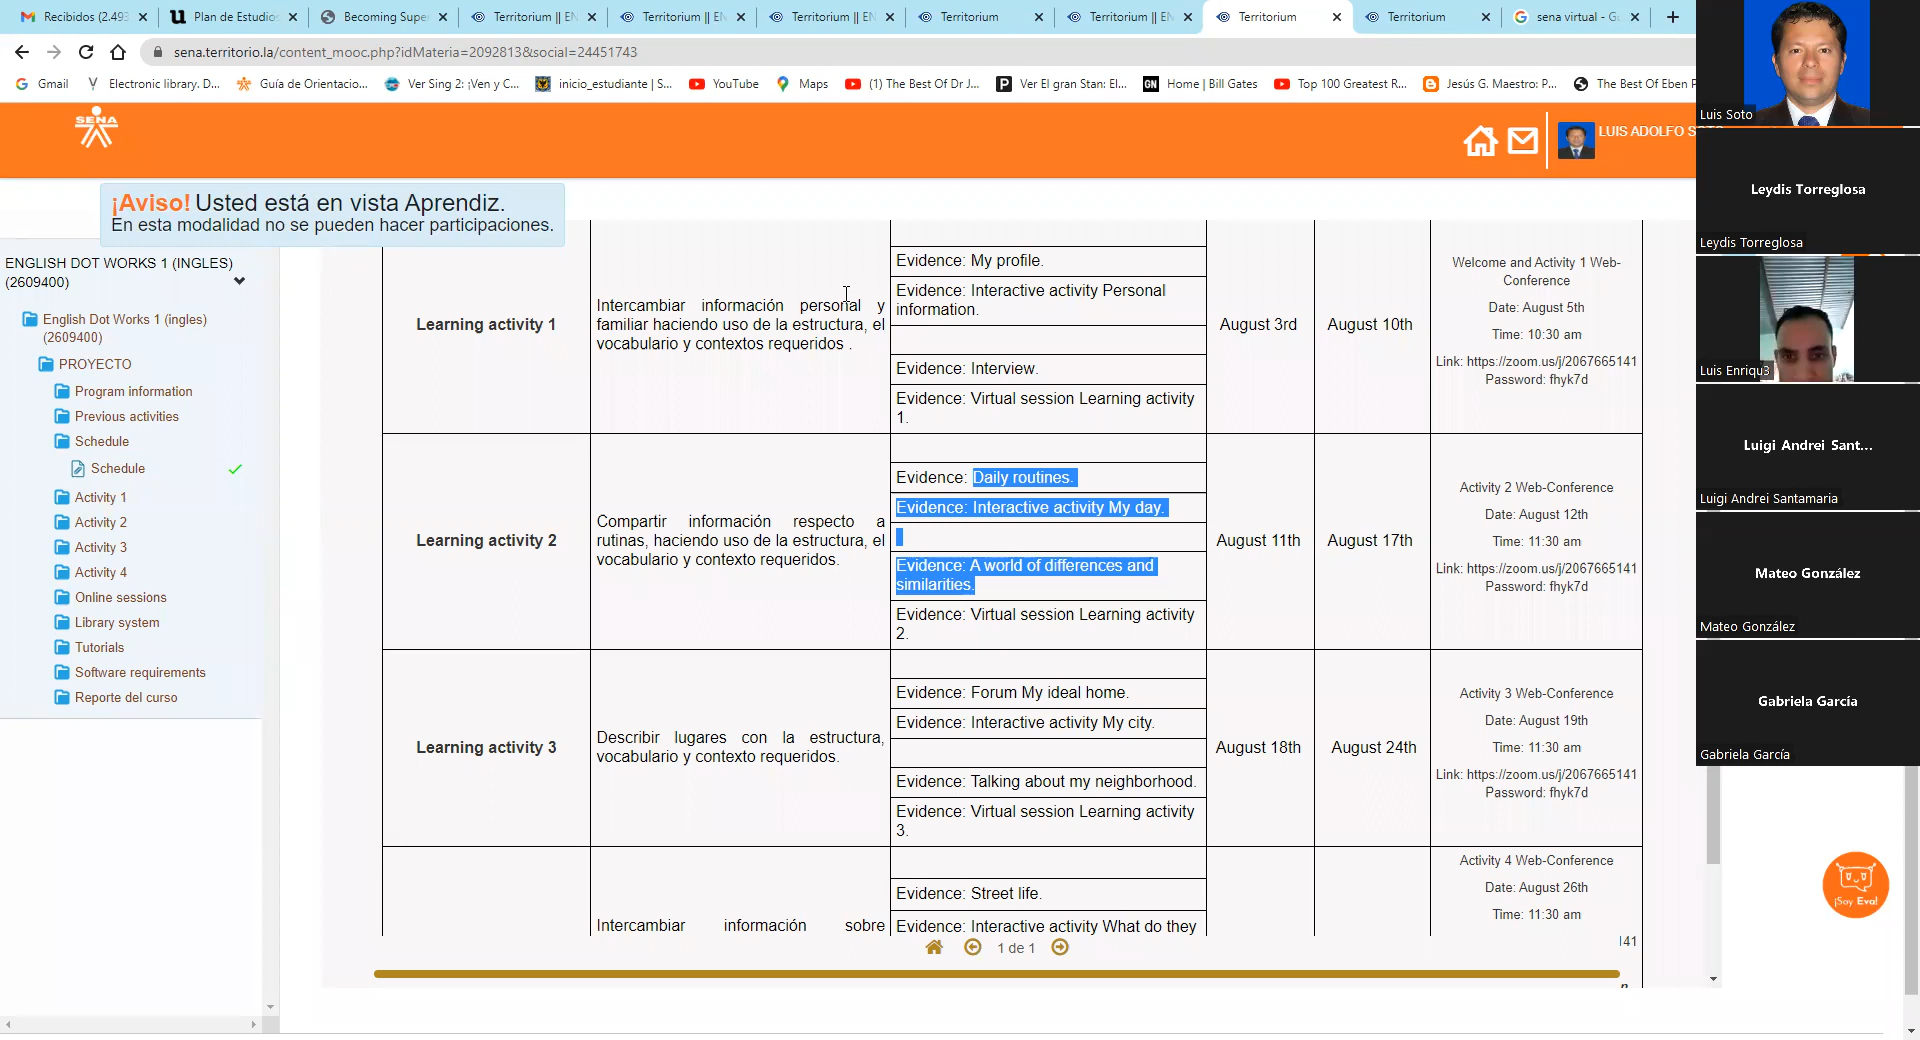 Recibidos (2.493
Plan de Estudios
Becoming Supe
Territorium || EN
Territorium || EN
Territorium || EN
Territorium
Territorium || EN
Territorium
Territorium
sena virtual - G
sena.territorio.la/content_mooc.php?idMateria=2092813&social=24451743
Gmail
Electronic library. D...
Guía de Orientacio...
Ver Sing 2: ¡Ven y C...
inicio_estudiante | S...
YouTube
Maps
(1) The Best Of Dr J...
Ver El gran Stan: El...
GN
Home | Bill Gates
Top 100 Greatest R...
Jesús G. Maestro: P...
The Best Of Eben P
SENA
LUIS ADOLFO SOTO
¡Aviso! Usted está en vista Aprendiz.
En esta modalidad no se pueden hacer participaciones.
ENGLISH DOT WORKS 1 (INGLES)
(2609400)
English Dot Works 1 (ingles)
(2609400)
PROYECTO
Program information
Previous activities
Schedule
Schedule
Activity 1
Activity 2
Activity 3
Activity 4
Online sessions
Library system
Tutorials
Software requirements
Reporte del curso
Learning activity 1
Intercambiar información personal y
familiar haciendo uso de la estructura, el
vocabulario y contextos requeridos .
Evidence: My profile.
Evidence: Interactive activity Personal
information.
Evidence: Interview.
Evidence: Virtual session Learning activity
1.
August 3rd
August 10th
Welcome and Activity 1 Web-
Conference
Date: August 5th
Time: 10:30 am
Link: https://zoom.us/j/2067665141
Password: fhyk7d
Learning activity 2
Compartir información respecto a
rutinas, haciendo uso de la estructura, el
vocabulario y contexto requeridos.
Evidence: Daily routines.
Evidence: Interactive activity My day.
Evidence: A world of differences and
similarities.
Evidence: Virtual session Learning activity
2.
August 11th
August 17th
Activity 2 Web-Conference
Date: August 12th
Time: 11:30 am
Link: https://zoom.us/j/2067665141
Password: fhyk7d
Learning activity 3
Describir lugares con la estructura,
vocabulario y contexto requeridos.
Evidence: Forum My ideal home.
Evidence: Interactive activity My city.
Evidence: Talking about my neighborhood.
Evidence: Virtual session Learning activity
3.
August 18th
August 24th
Activity 3 Web-Conference
Date: August 19th
Time: 11:30 am
Link: https://zoom.us/j/2067665141
Password: fhyk7d
Intercambiar información sobre
Evidence: Street life.
Evidence: Interactive activity What do they
Activity 4 Web-Conference
Date: August 26th
Time: 11:30 am
141
1 de 1
¡Soy Eva!
Luis Soto
Leydis Torreglosa
Leydis Torreglosa
Luis Enriqu3
Luigi Andrei Sant...
Luigi Andrei Santamaria
Mateo González
Mateo González
Gabriela García
Gabriela García